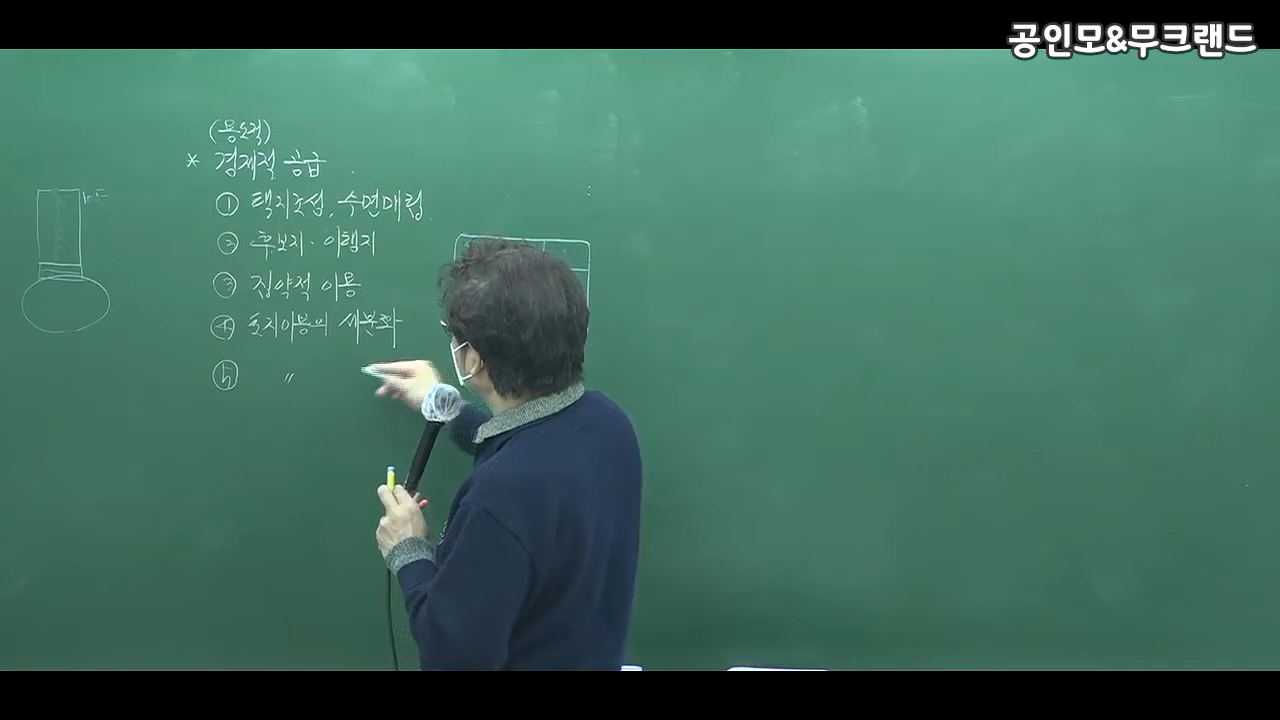 공인모&무크랜드
(용도적)
* 경제적 공급
① 택지조성, 수면매립
② 후보지·이행지
③ 집약적 이용
④ 토지이용의 세분화
⑤ 〃